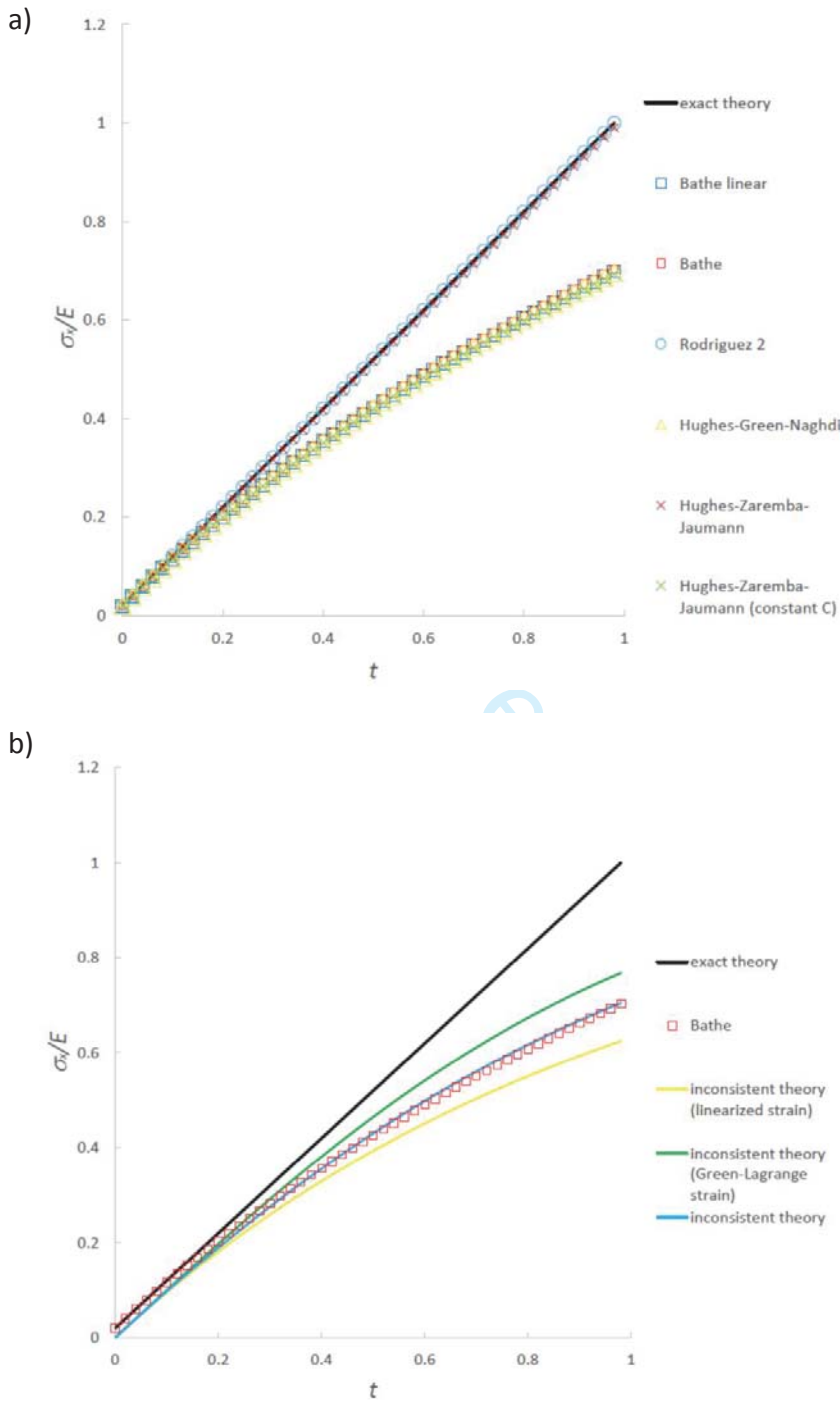 a)
1.2
1
0.8
0.6
0.4
0.2
0
0
0.2
0.4
0.6
0.8
1
σx/E
t
exact theory
Bathe linear
Bathe
Rodriguez 2
Hughes-Green-Naghdi
Hughes-Zaremba-
Jaumann
Hughes-Zaremba-
Jaumann (constant C)
b)
1.2
1
0.8
0.6
0.4
0.2
0
0
0.2
0.4
0.6
0.8
1
σx/E
t
exact theory
Bathe
inconsistent theory
(linearized strain)
inconsistent theory
(Green-Lagrange
strain)
inconsistent theory